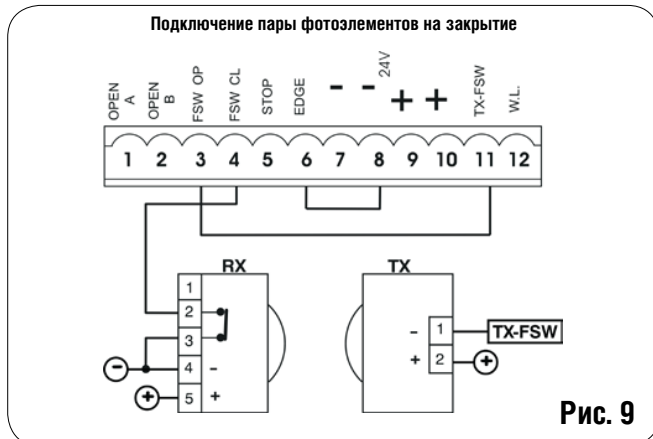 Подключение пары фотоэлементов на закрытие
OPEN A
OPEN B
FSW OP
FSW CL
STOP
EDGE
- - 24V
+ +
TX-FSW
W.L.
1 2 3 4 5 6 7 8 9 10 11 12
RX
TX
1
2
3
4 -
5 +
- 1
+ 2
TX-FSW
Рис. 9